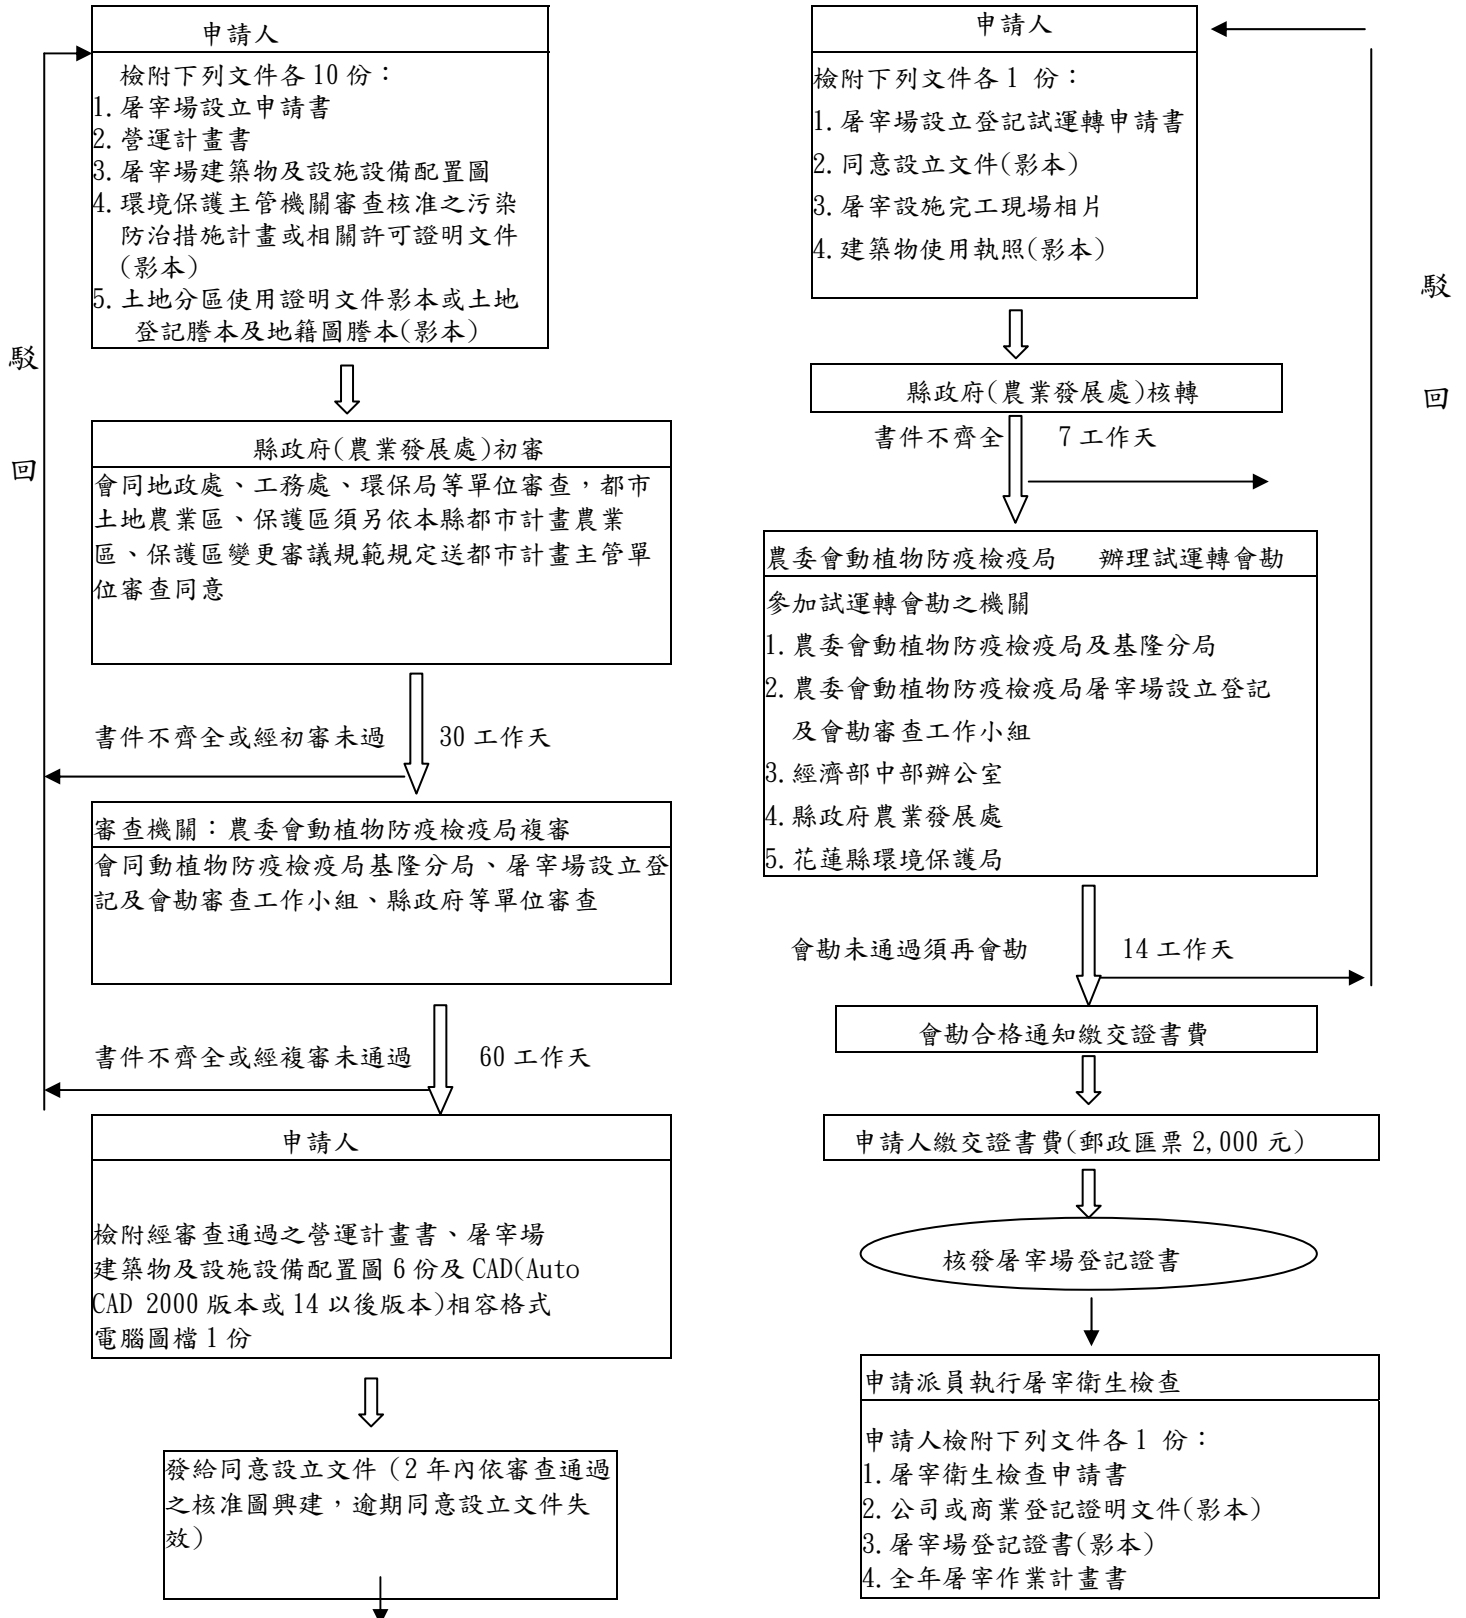 申請人
檢附下列文件各10份：
1.屠宰場設立申請書
2.營運計畫書
3.屠宰場建築物及設施設備配置圖
4.環境保護主管機關審查核准之污染
防治措施計畫或相關許可證明文件
(影本)
5.土地分區使用證明文件影本或土地
登記謄本及地籍圖謄本(影本)
駁
回
縣政府(農業發展處)初審
會同地政處、工務處、環保局等單位審查，都市
土地農業區、保護區須另依本縣都市計畫農業
區、保護區變更審議規範規定送都市計畫主管單
位審查同意
書件不齊全或經初審未過 30工作天
審查機關：農委會動植物防疫檢疫局複審
會同動植物防疫檢疫局基隆分局、屠宰場設立登
記及會勘審查工作小組、縣政府等單位審查
書件不齊全或經複審未通過 60工作天
申請人
檢附經審查通過之營運計畫書、屠宰場
建築物及設施設備配置圖6份及CAD(Auto
CAD 2000版本或14以後版本)相容格式
電腦圖檔1份
發給同意設立文件（2年內依審查通過
之核准圖興建，逾期同意設立文件失
效）
申請人
檢附下列文件各1 份：
1.屠宰場設立登記試運轉申請書
2.同意設立文件(影本)
3.屠宰設施完工現場相片
4.建築物使用執照(影本)
駁
回
縣政府(農業發展處)核轉
書件不齊全 7工作天
農委會動植物防疫檢疫局 辦理試運轉會勘
參加試運轉會勘之機關
1.農委會動植物防疫檢疫局及基隆分局
2.農委會動植物防疫檢疫局屠宰場設立登記
及會勘審查工作小組
3.經濟部中部辦公室
4.縣政府農業發展處
5.花蓮縣環境保護局
會勘未通過須再會勘 14工作天
會勘合格通知繳交證書費
申請人繳交證書費(郵政匯票2,000元)
核發屠宰場登記證書
申請派員執行屠宰衛生檢查
申請人檢附下列文件各1 份：
1.屠宰衛生檢查申請書
2.公司或商業登記證明文件(影本)
3.屠宰場登記證書(影本)
4.全年屠宰作業計畫書